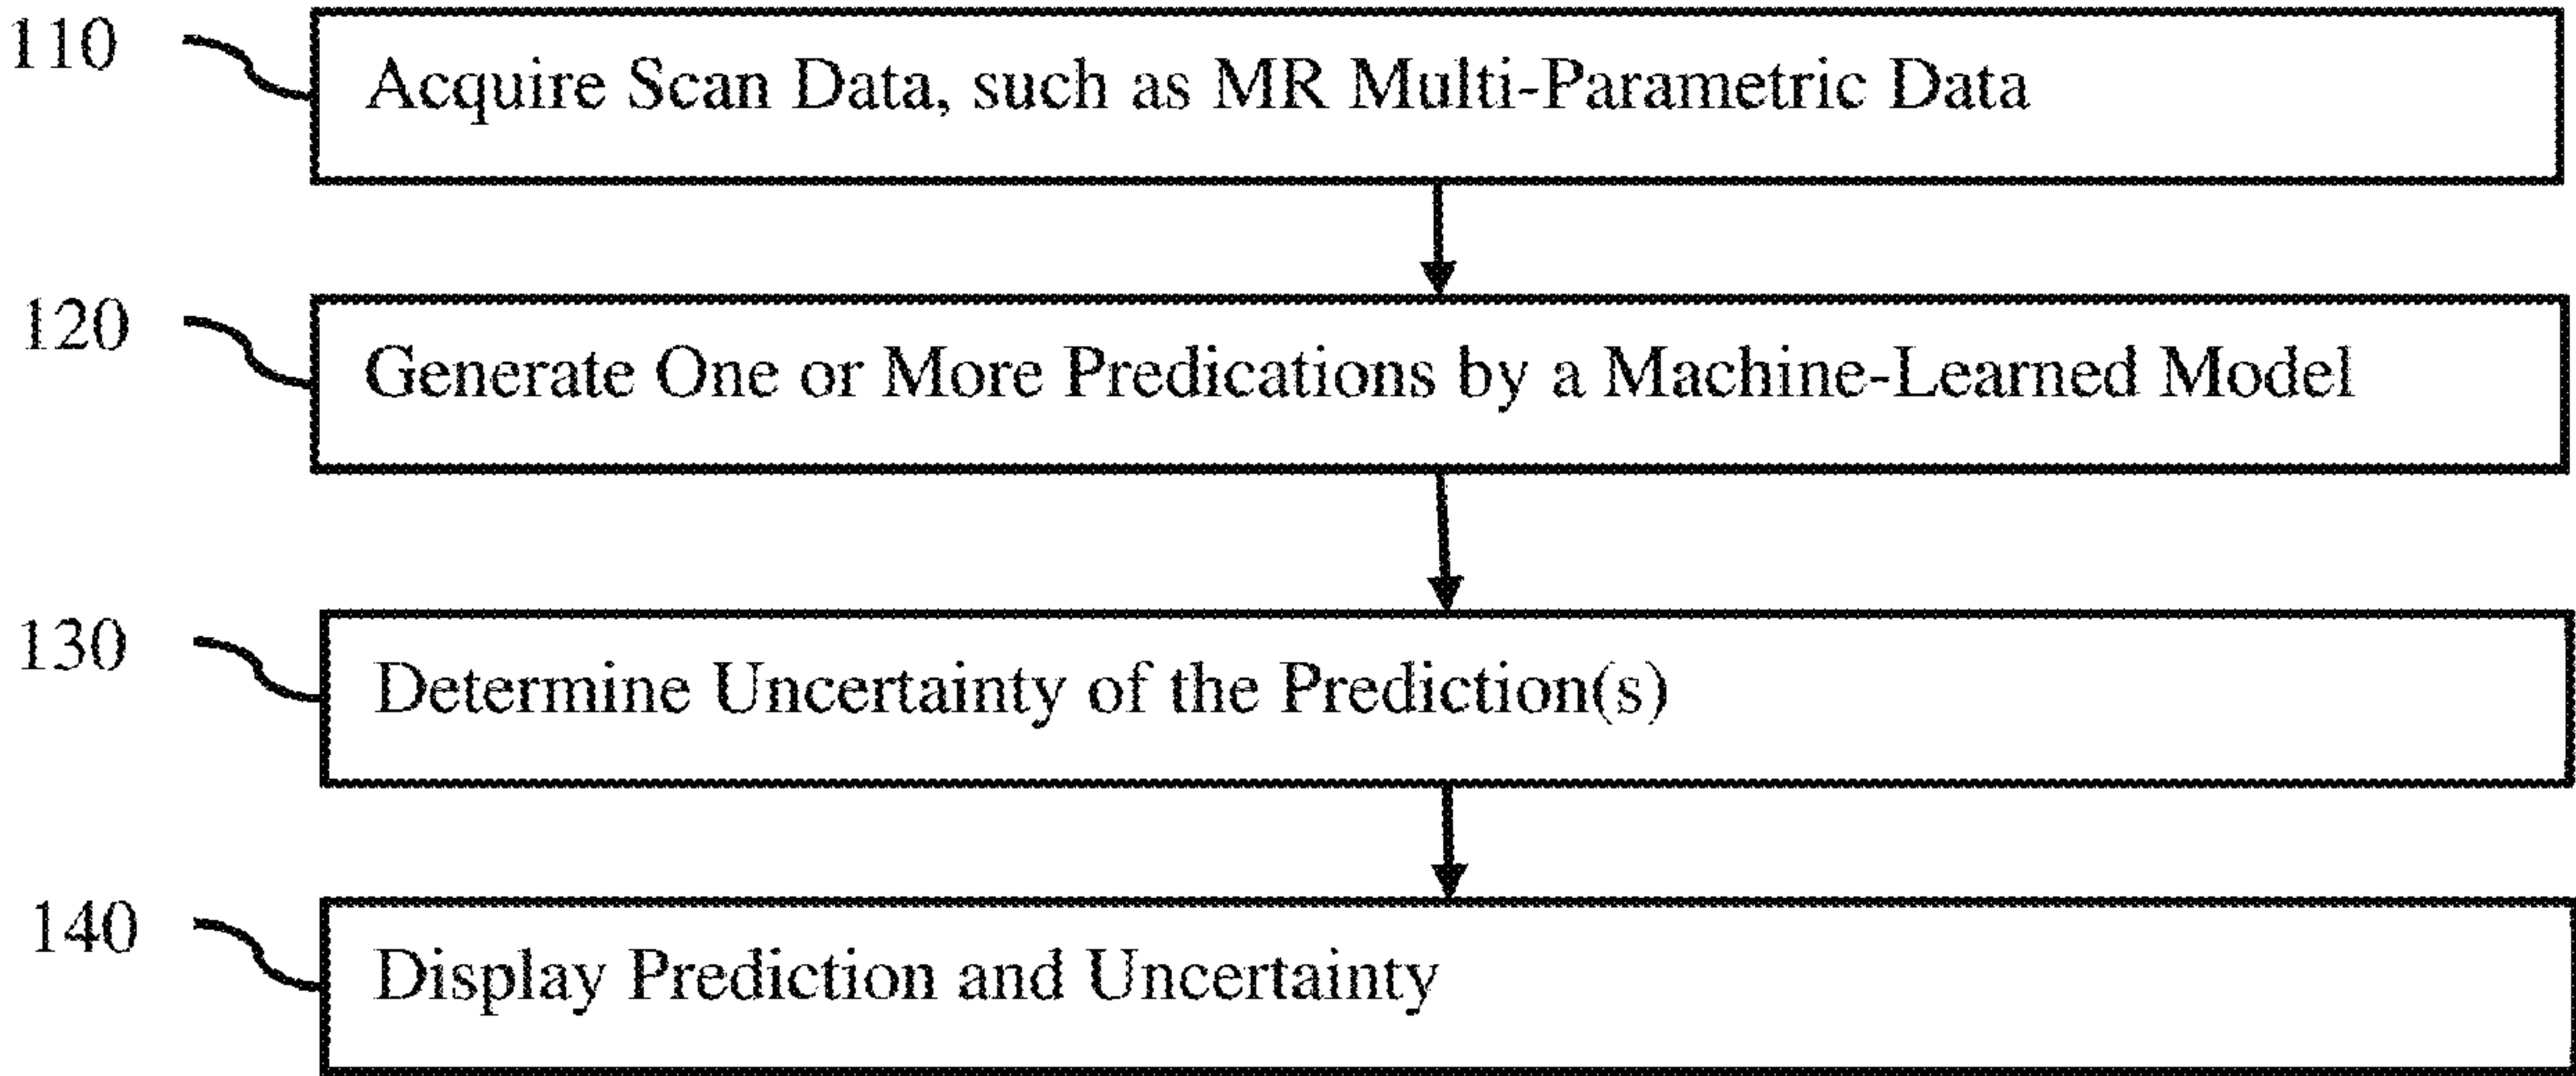 110 Acquire Scan Data, such as MR Multi-Parametric Data
120 Generate One or More Predications by a Machine-Learned Model
130 Determine Uncertainty of the Prediction(s)
140 Display Prediction and Uncertainty